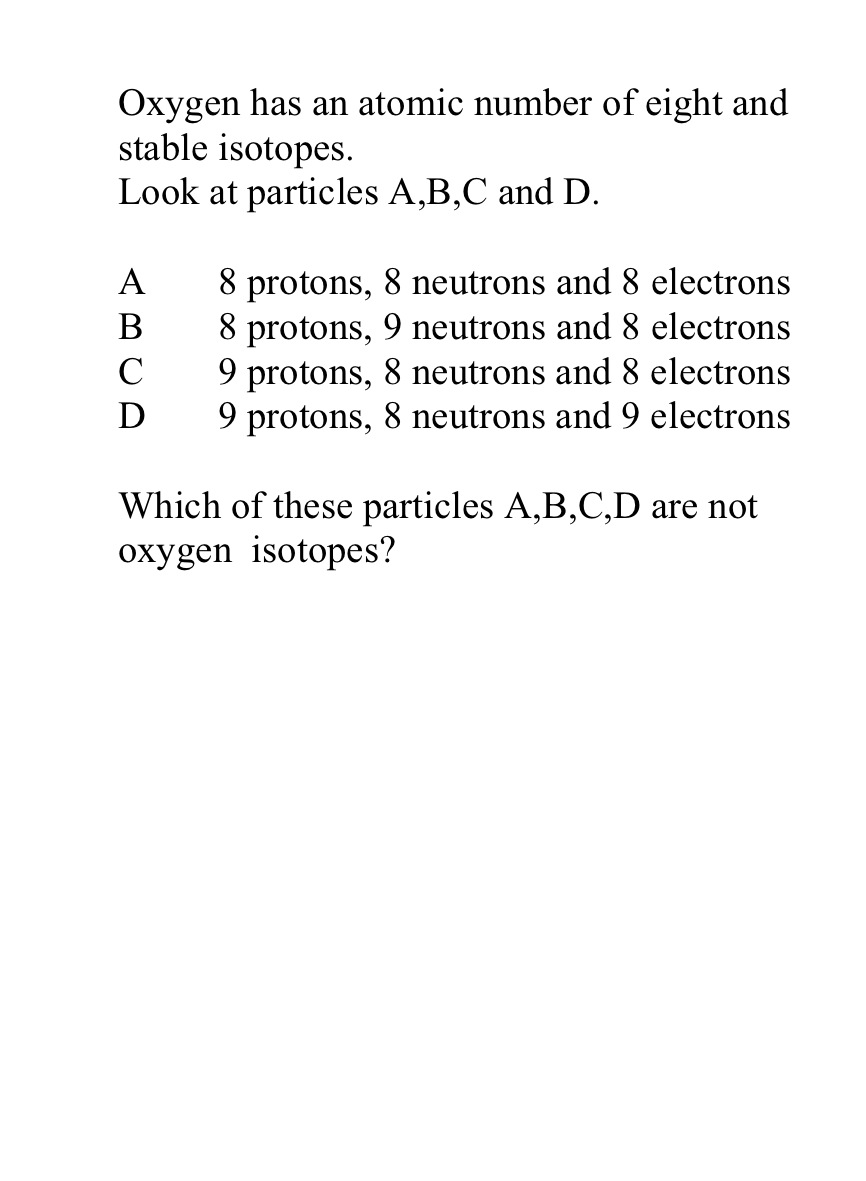 Oxygen has an atomic number of eight and
stable isotopes.
Look at particles A,B,C and D.
A 8 protons, 8 neutrons and 8 electrons
B 8 protons, 9 neutrons and 8 electrons
C 9 protons, 8 neutrons and 8 electrons
D 9 protons, 8 neutrons and 9 electrons
Which of these particles A,B,C,D are not
oxygen isotopes?